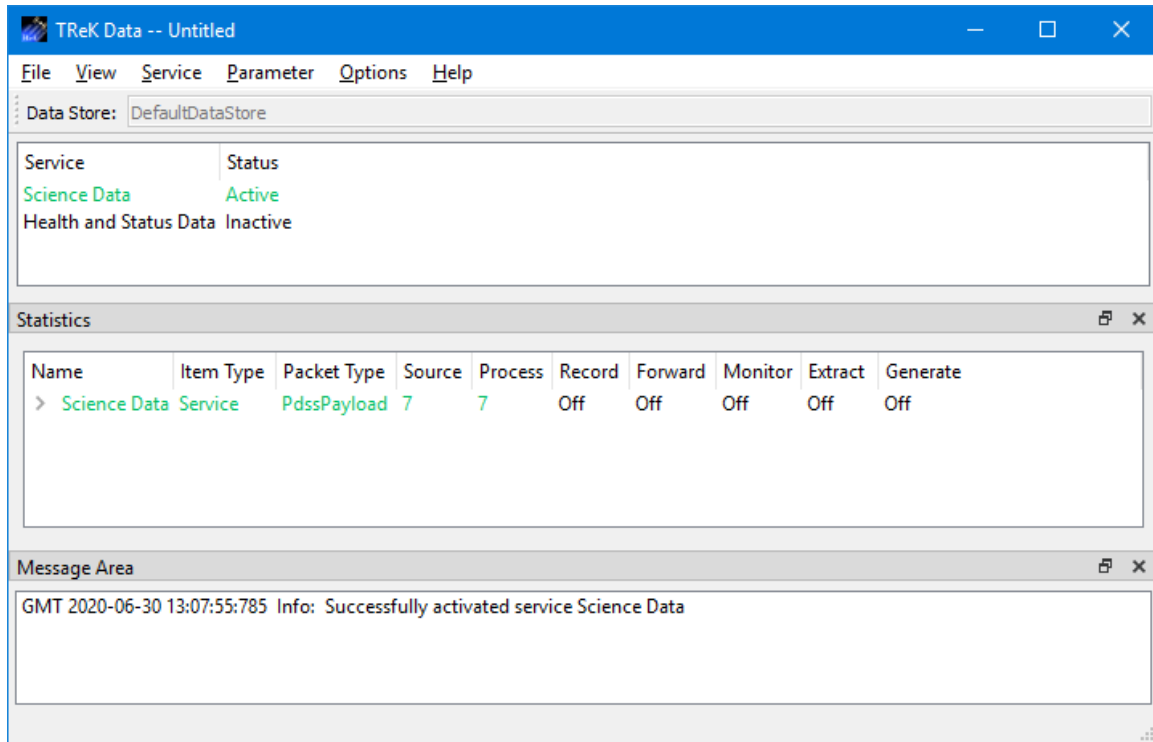 TReK Data -- Untitled
File View Service Parameter Options Help
Data Store: DefaultDataStore
Service Status
Science Data Active
Health and Status Data Inactive
Statistics
Name Item Type Packet Type Source Process Record Forward Monitor Extract Generate
Science Data Service PdssPayload 7 7 Off Off Off Off Off
Message Area
GMT 2020-06-30 13:07:55:785 Info: Successfully activated service Science Data